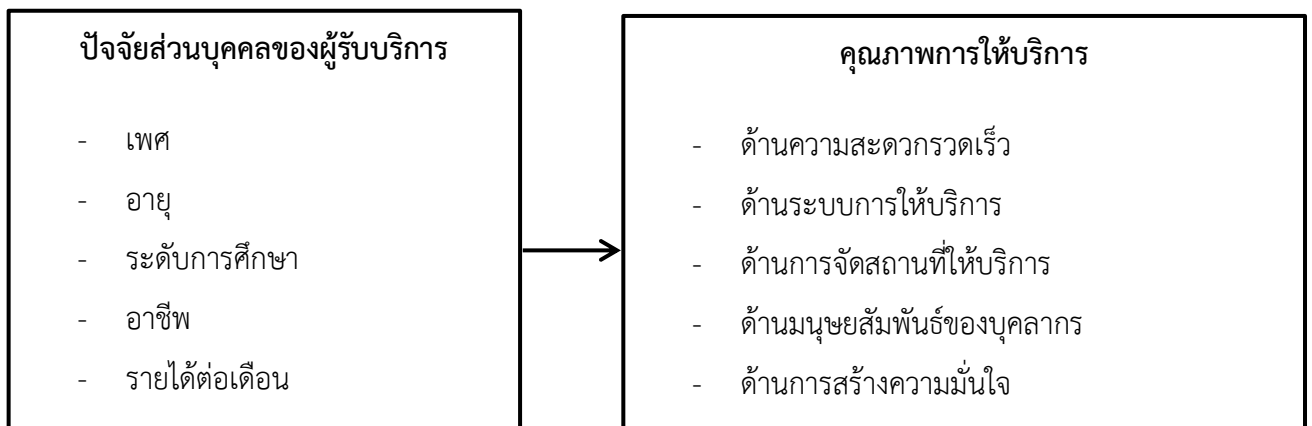 ปัจจัยส่วนบุคคลของผู้รับบริการ
- เพศ
- อายุ
- ระดับการศึกษา
- อาชีพ
- รายได้ต่อเดือน
คุณภาพการให้บริการ
- ด้านความสะดวกรวดเร็ว
- ด้านระบบการให้บริการ
- ด้านการจัดสถานที่ให้บริการ
- ด้านมนุษยสัมพันธ์ของบุคลากร
- ด้านการสร้างความมั่นใจ